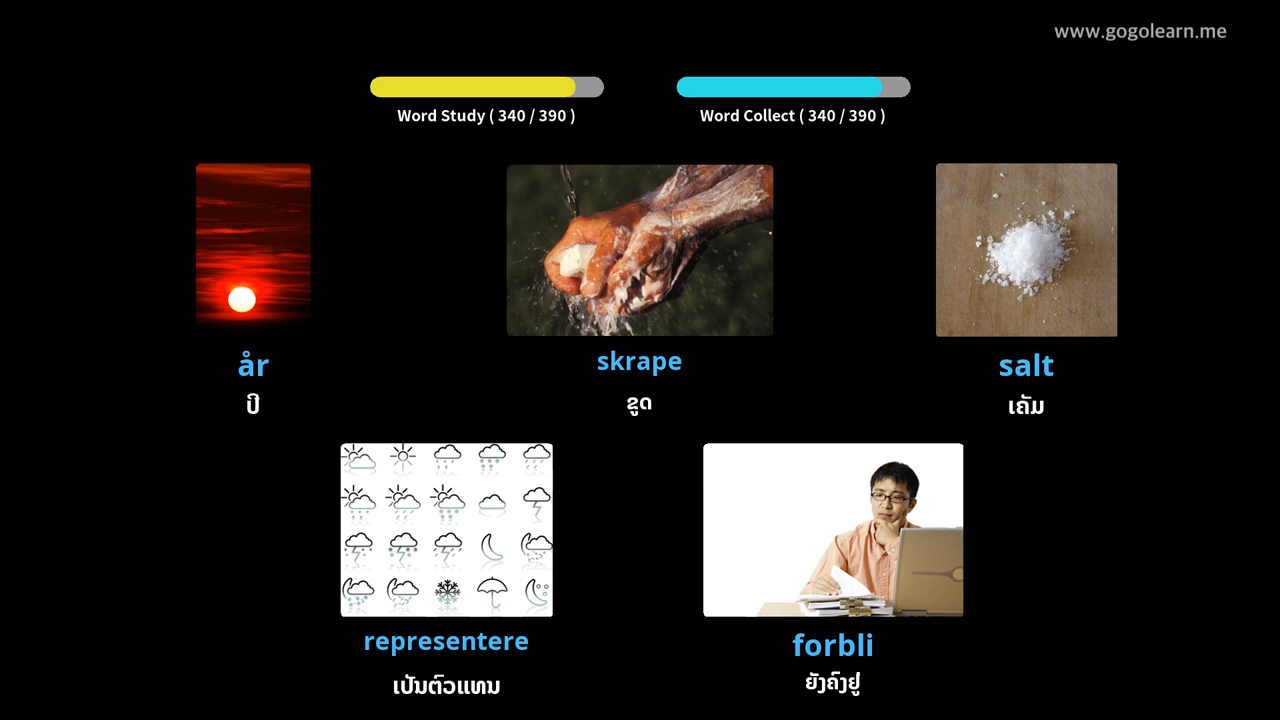 www.gogolearn.me
Word Study ( 340 / 390 )
Word Collect ( 340 / 390 )
år
ປີ
skrape
ຂູດ
salt
ເຄັມ
representere
ເປັນຕົວແທນ
forbli
ຍັງຄົງຢູ່